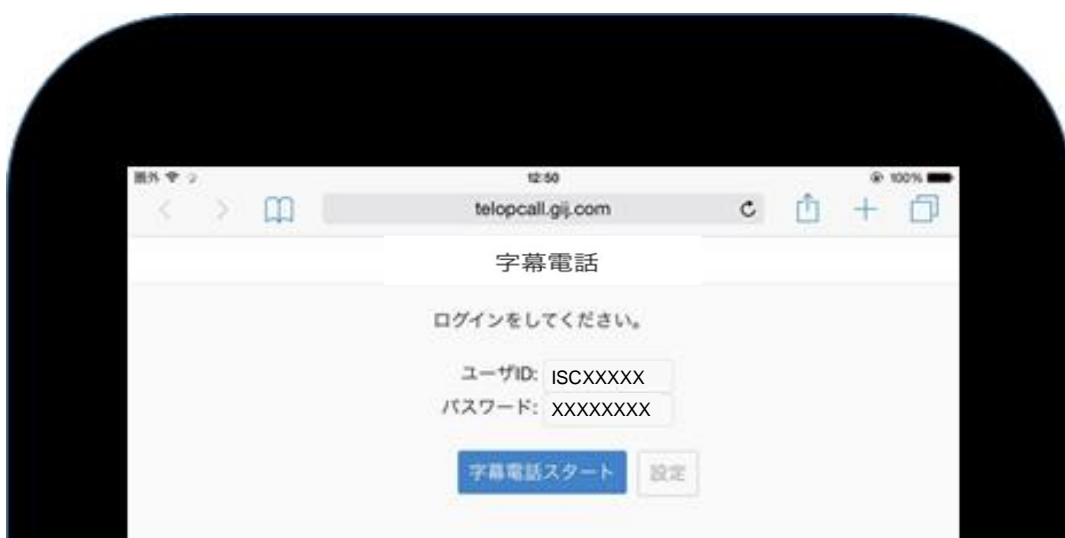 圏外
12:50
100%
telopcall.gij.com
字幕電話
ログインをしてください。
ユーザID: ISCXXXXX
パスワード: XXXXXXXX
字幕電話スタート 設定